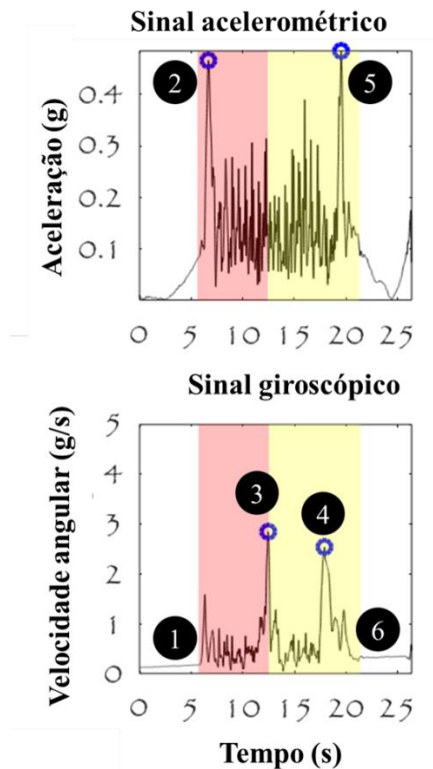 Sinal acelerométrico
Aceleração (g)
0.4
0.3
0.2
0.1
2
5
0 5 10 15 20 25
Sinal giroscópico
Velocidade angular (g/s)
5
4
3
2
1
0
3
4
1
6
0 5 10 15 20 25
Tempo (s)